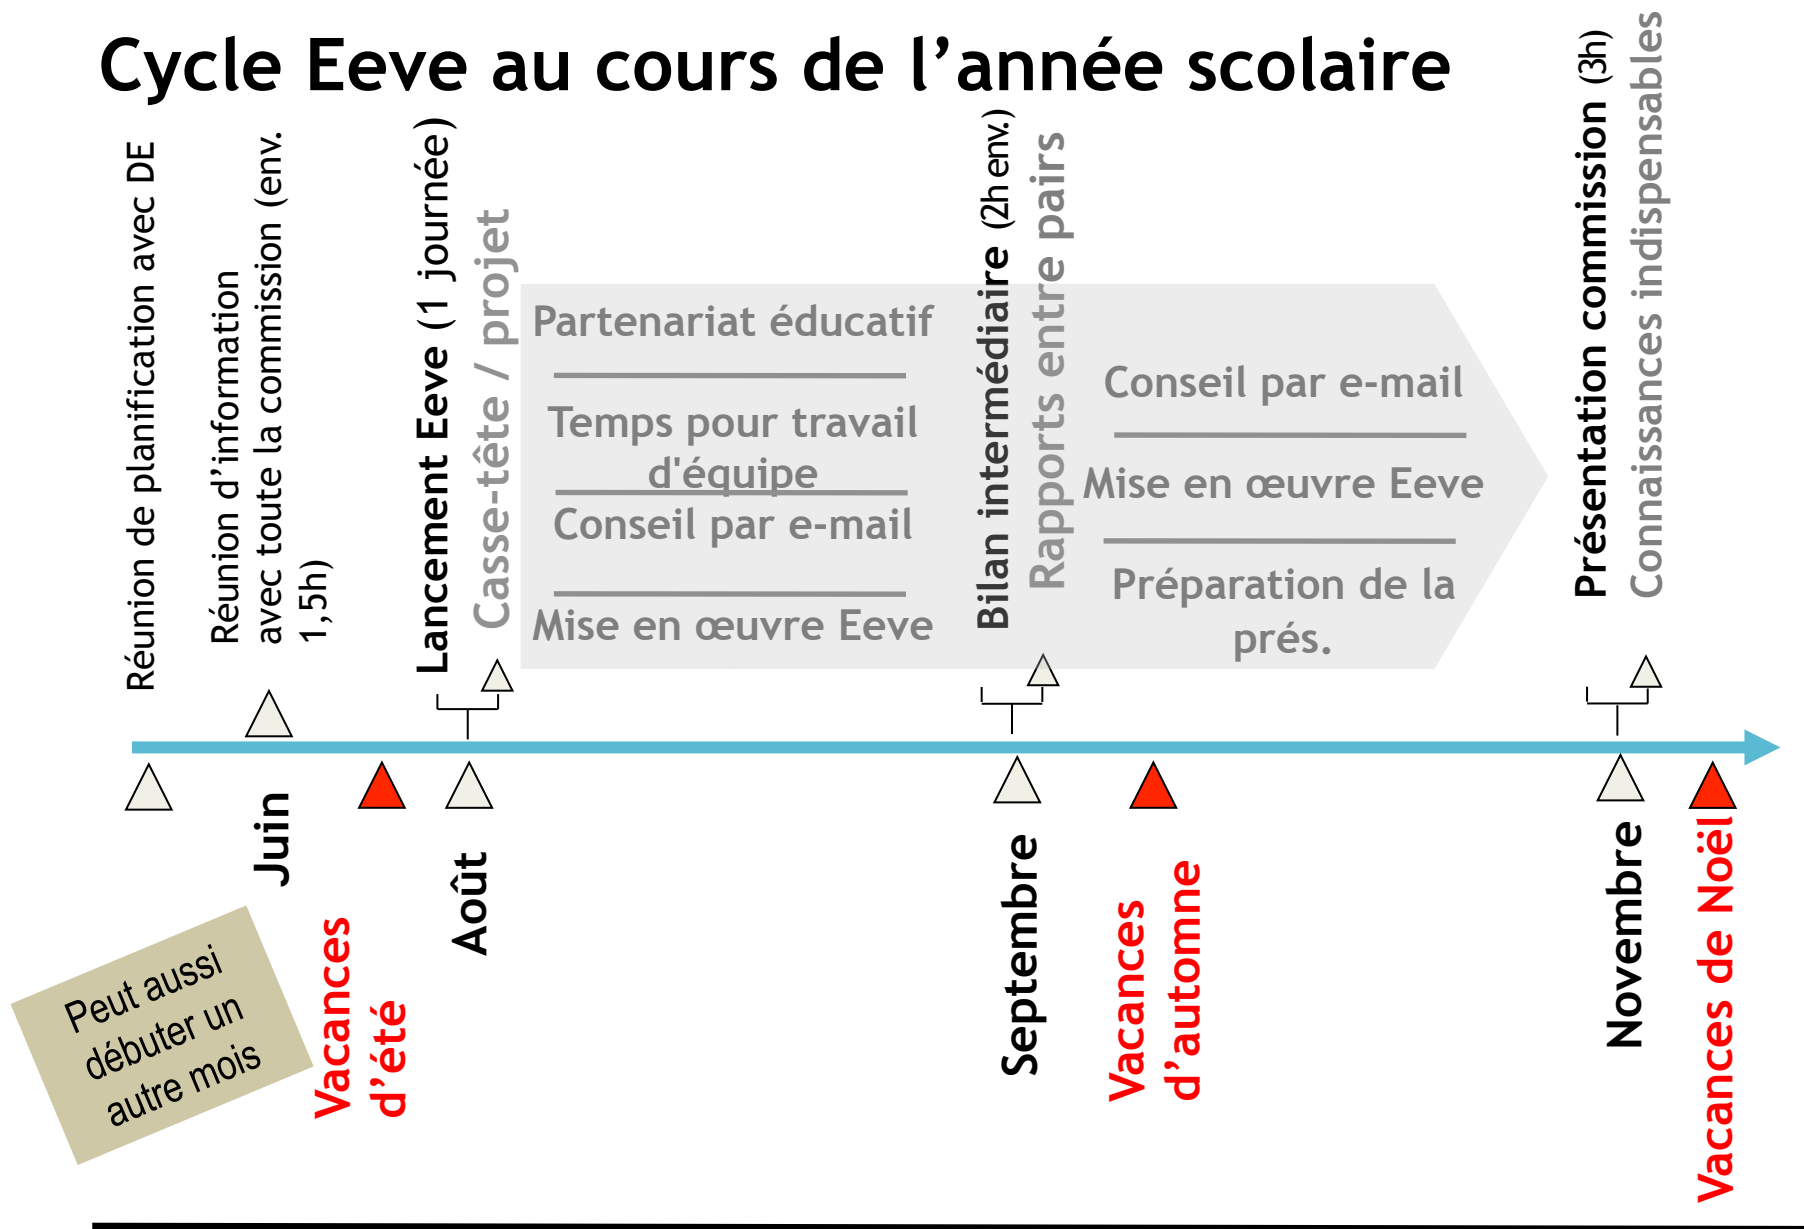 Cycle Eeve au cours de l’année scolaire
Réunion de planification avec DE
Réunion d’information
avec toute la commission (env.
1,5h)
Lancement Eeve (1 journée)
Casse-tête / projet
Partenariat éducatif
Temps pour travail
d'équipe
Conseil par e-mail
Mise en œuvre Eeve
Bilan intermédiaire (2h env.)
Rapports entre pairs
Conseil par e-mail
Mise en œuvre Eeve
Préparation de la
prés.
Présentation commission (3h)
Connaissances indispensables
Juin
Vacances
d’été
Août
Septembre
Vacances
d’automne
Novembre
Vacances de Noël
Peut aussi
débuter un
autre mois